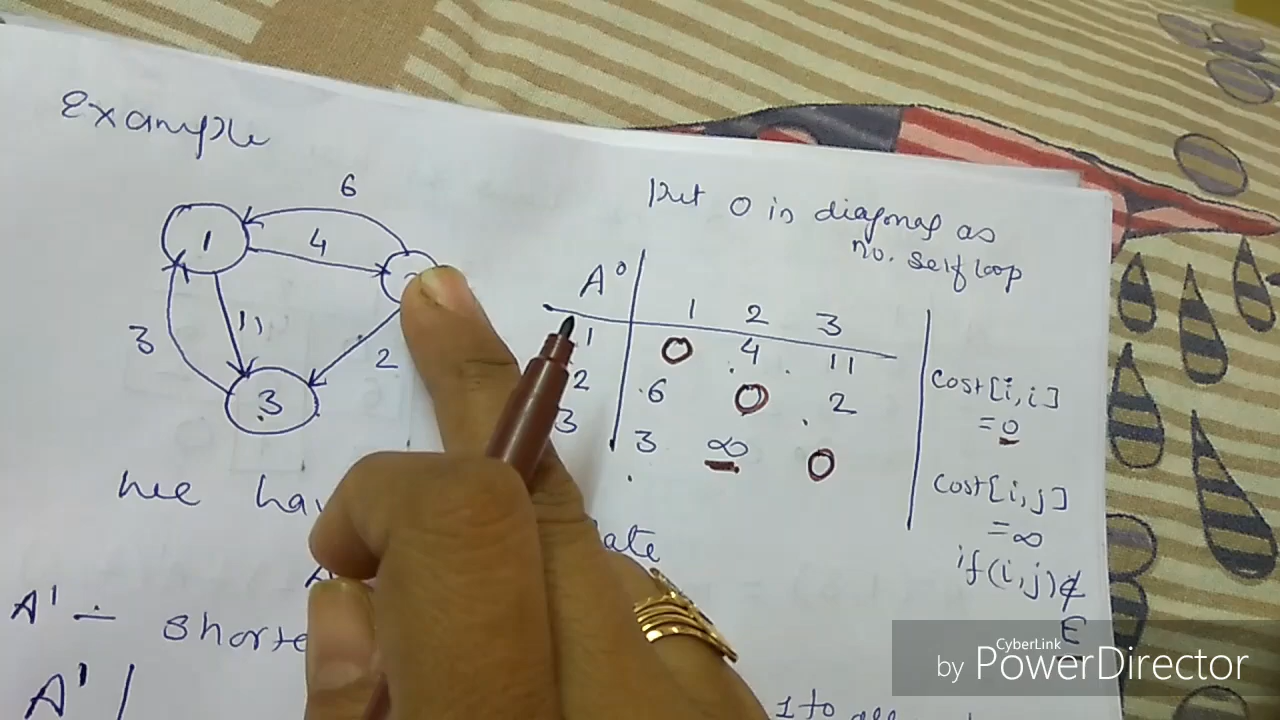 Example
6
1
4
11
3
2
3
Put 0 in diagonal as
no. self loop
A⁰ 1 2 3
1 0 4 11
2 6 0 2
3 3 ∞ 0
cost[i,i]
= 0
cost[i,j]
= ∞
if (i,j) ∉
E
we
A¹ -
A¹
1 to
CyberLink
by PowerDirector